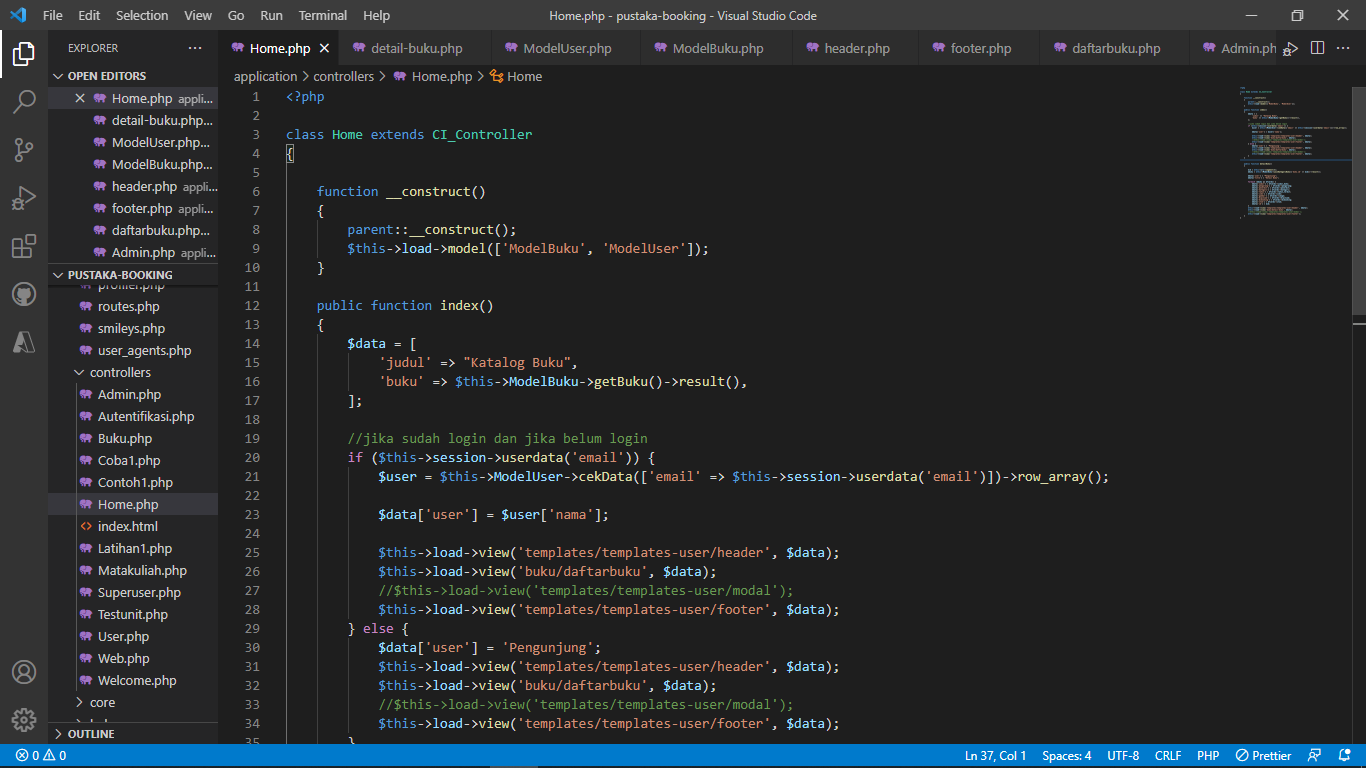 File Edit Selection View Go Run Terminal Help
Home.php - pustaka-booking - Visual Studio Code
EXPLORER
OPEN EDITORS
Home.php appli...
detail-buku.php...
ModelUser.php...
ModelBuku.php...
header.php appli...
footer.php appli...
daftarbuku.php...
Admin.php appli...
PUSTAKA-BOOKING
profiler.php
routes.php
smileys.php
user_agents.php
controllers
Admin.php
Autentifikasi.php
Buku.php
Coba1.php
Contoh1.php
Home.php
index.html
Latihan1.php
Matakuliah.php
Superuser.php
Testunit.php
User.php
Web.php
Welcome.php
core
OUTLINE
Home.php detail-buku.php ModelUser.php ModelBuku.php header.php footer.php daftarbuku.php Admin.ph
application > controllers > Home.php > Home
1 <?php
2
3 class Home extends CI_Controller
4 {
5
6 function __construct()
7 {
8 parent::__construct();
9 $this->load->model(['ModelBuku', 'ModelUser']);
10 }
11
12 public function index()
13 {
14 $data = [
15 'judul' => "Katalog Buku",
16 'buku' => $this->ModelBuku->getBuku()->result(),
17 ];
18
19 //jika sudah login dan jika belum login
20 if ($this->session->userdata('email')) {
21 $user = $this->ModelUser->cekData(['email' => $this->session->userdata('email')])->row_array();
22
23 $data['user'] = $user['nama'];
24
25 $this->load->view('templates/templates-user/header', $data);
26 $this->load->view('buku/daftarbuku', $data);
27 //$this->load->view('templates/templates-user/modal');
28 $this->load->view('templates/templates-user/footer', $data);
29 } else {
30 $data['user'] = 'Pengunjung';
31 $this->load->view('templates/templates-user/header', $data);
32 $this->load->view('buku/daftarbuku', $data);
33 //$this->load->view('templates/templates-user/modal');
34 $this->load->view('templates/templates-user/footer', $data);
35 }
0 0
Ln 37, Col 1 Spaces: 4 UTF-8 CRLF PHP Prettier